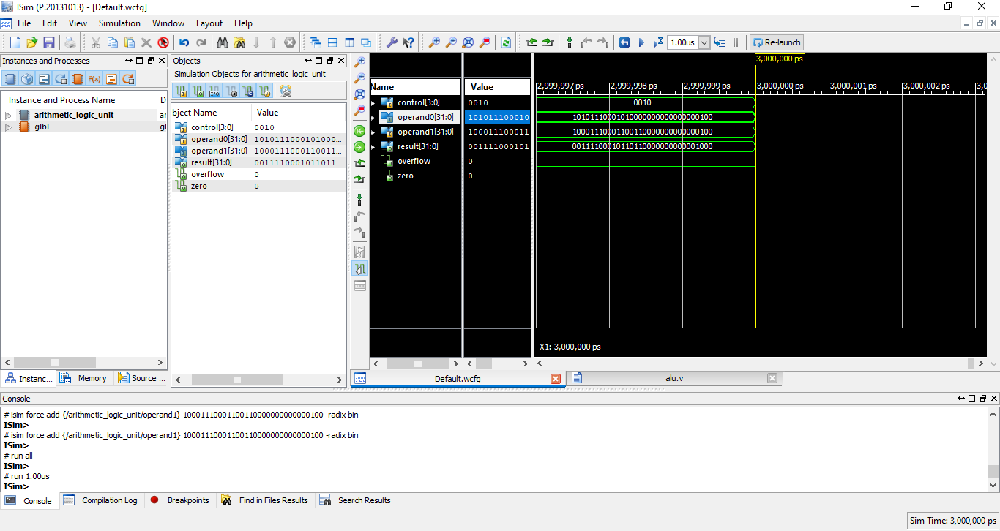 ISim (P.20131013) - [Default.wcfg]
File Edit View Simulation Window Layout Help
1.00us Re-launch
Instances and Processes
Instance and Process Name D
arithmetic_logic_unit ar
glbl gl
Instanc... Memory Source ...
Objects
Simulation Objects for arithmetic_logic_unit
bject Name Value
control[3:0] 0010
operand0[31:0] 1010111000101000...
operand1[31:0] 1000111000110011...
result[31:0] 0011110001011011...
overflow 0
zero 0
Name Value
control[3:0] 0010
operand0[31:0] 101011100010
operand1[31:0] 100011100011
result[31:0] 001111000101
overflow 0
zero 0
3,000,000 ps
2,999,997 ps 2,999,998 ps 2,999,999 ps 3,000,000 ps 3,000,001 ps 3,000,002 ps 3,0
0010
10101110001010000000000000000100
10001110001100110000000000000100
00111100010110110000000000001000
X1: 3,000,000 ps
Default.wcfg alu.v
Console
# isim force add {/arithmetic_logic_unit/operand1} 10001110001100110000000000000100 -radix bin
ISim>
# isim force add {/arithmetic_logic_unit/operand1} 10001110001100110000000000000100 -radix bin
ISim>
# run all
ISim>
# run 1.00us
ISim>
Console Compilation Log Breakpoints Find in Files Results Search Results
Sim Time: 3,000,000 ps